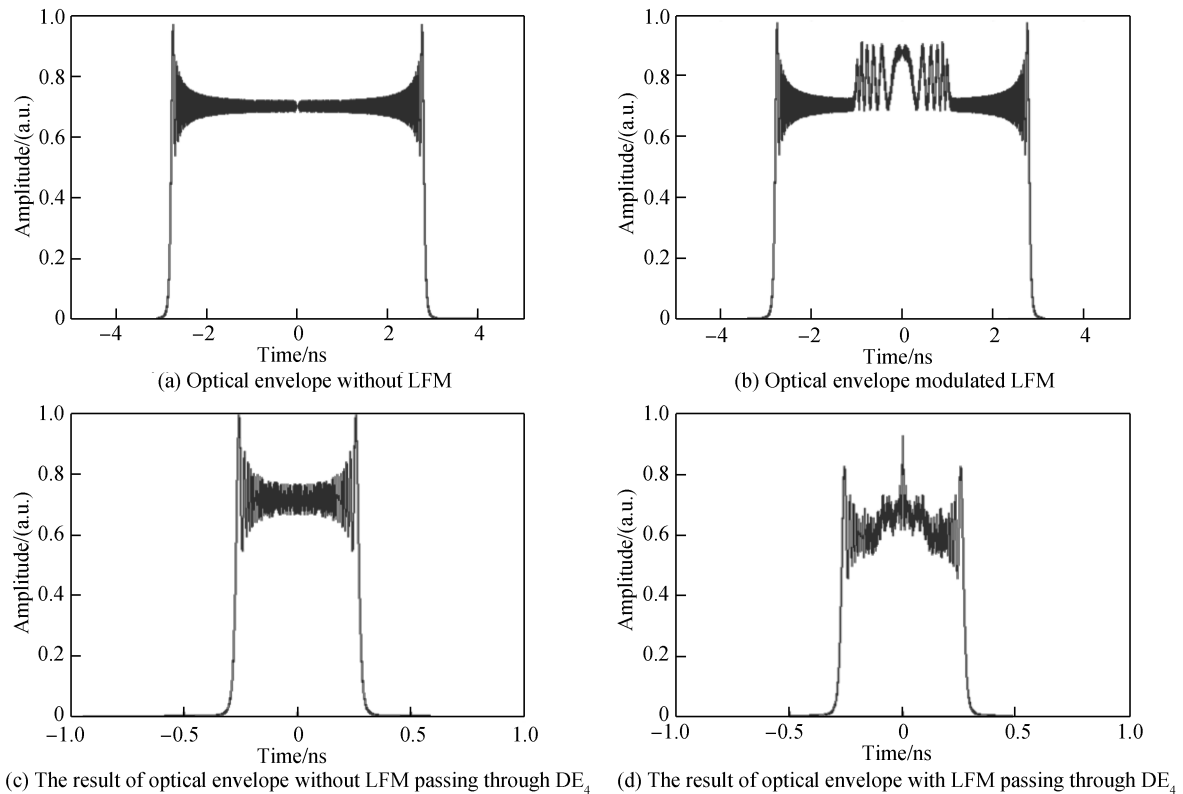 1.0
0.8
0.6
0.4
0.2
0
Amplitude/(a.u.)
−4 −2 0 2 4
Time/ns
(a) Optical envelope without LFM
1.0
0.8
0.6
0.4
0.2
0
Amplitude/(a.u.)
−4 −2 0 2 4
Time/ns
(b) Optical envelope modulated LFM
1.0
0.8
0.6
0.4
0.2
0
Amplitude/(a.u.)
−1.0 −0.5 0 0.5 1.0
Time/ns
(c) The result of optical envelope without LFM passing through DE₄
1.0
0.8
0.6
0.4
0.2
0
Amplitude/(a.u.)
−1.0 −0.5 0 0.5 1.0
Time/ns
(d) The result of optical envelope with LFM passing through DE₄